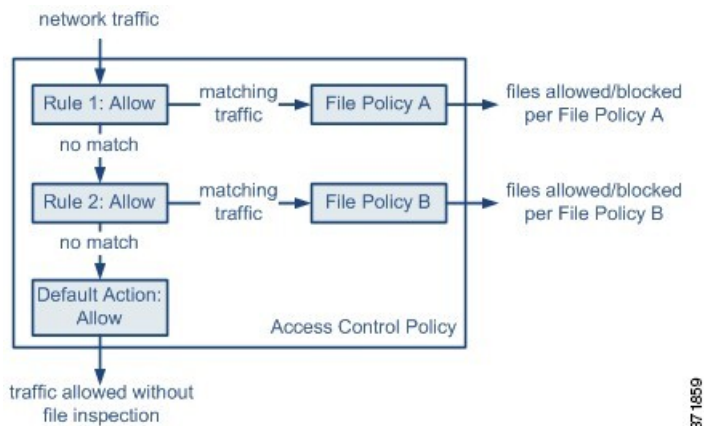 network traffic
Rule 1: Allow
matching
traffic
File Policy A
files allowed/blocked
per File Policy A
no match
Rule 2: Allow
matching
traffic
File Policy B
files allowed/blocked
per File Policy B
no match
Default Action:
Allow
Access Control Policy
traffic allowed without
file inspection
371859